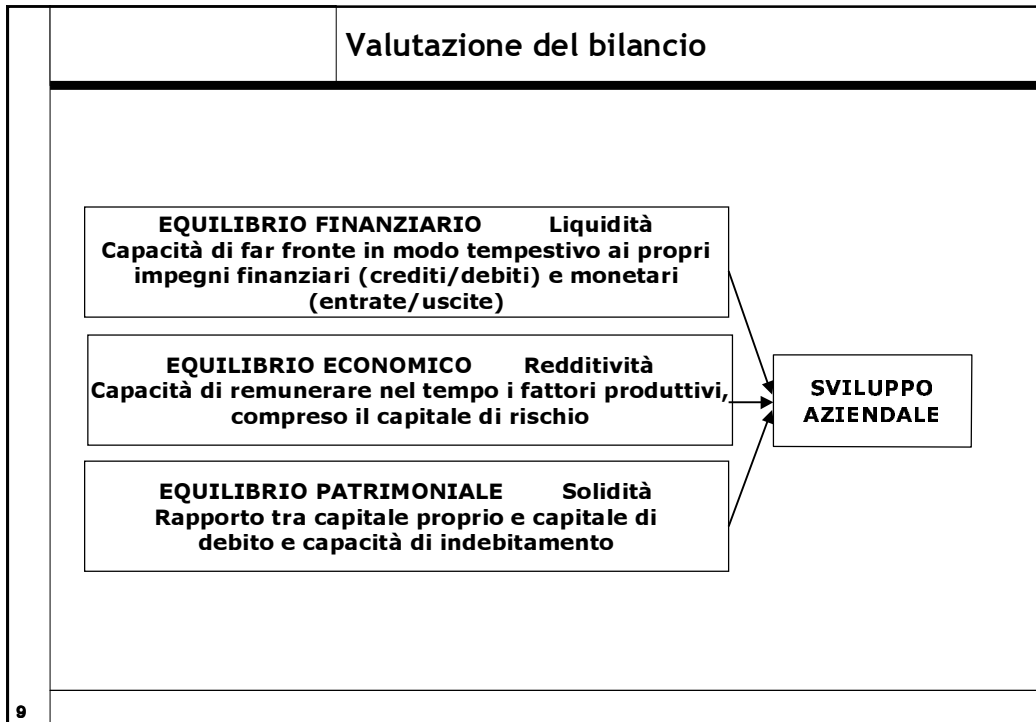 Valutazione del bilancio
EQUILIBRIO FINANZIARIO Liquidità
Capacità di far fronte in modo tempestivo ai propri
impegni finanziari (crediti/debiti) e monetari
(entrate/uscite)
EQUILIBRIO ECONOMICO Redditività
Capacità di remunerare nel tempo i fattori produttivi,
compreso il capitale di rischio
EQUILIBRIO PATRIMONIALE Solidità
Rapporto tra capitale proprio e capitale di
debito e capacità di indebitamento
SVILUPPO
AZIENDALE
9